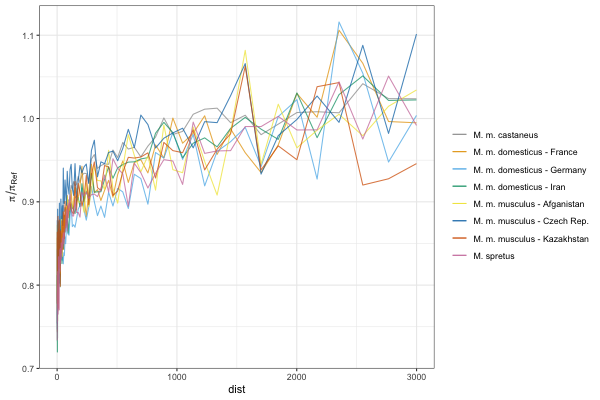 1.1
1.0
0.9
0.8
0.7
π/πRef
0
1000
2000
3000
dist
M. m. castaneus
M. m. domesticus - France
M. m. domesticus - Germany
M. m. domesticus - Iran
M. m. musculus - Afganistan
M. m. musculus - Czech Rep.
M. m. musculus - Kazakhstan
M. spretus